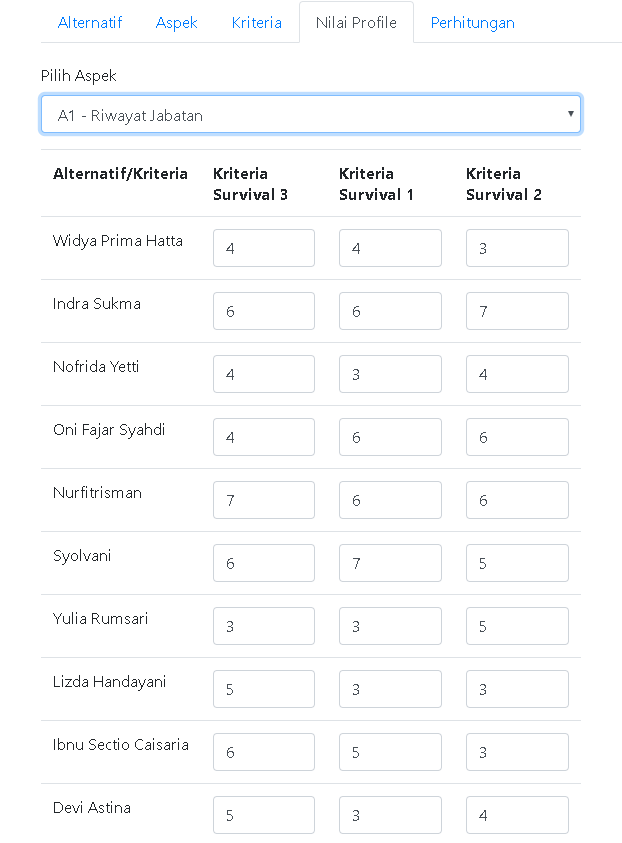 Alternatif Aspek Kriteria Nilai Profile Perhitungan
Pilih Aspek
A1 - Riwayat Jabatan
Alternatif/Kriteria Kriteria Survival 3 Kriteria Survival 1 Kriteria Survival 2
Widya Prima Hatta 4 4 3
Indra Sukma 6 6 7
Nofrida Yetti 4 3 4
Oni Fajar Syahdi 4 6 6
Nurfitrisman 7 6 6
Syolvani 6 7 5
Yulia Rumsari 3 3 5
Lizda Handayani 5 3 3
Ibnu Sectio Caisaria 6 5 3
Devi Astina 5 3 4